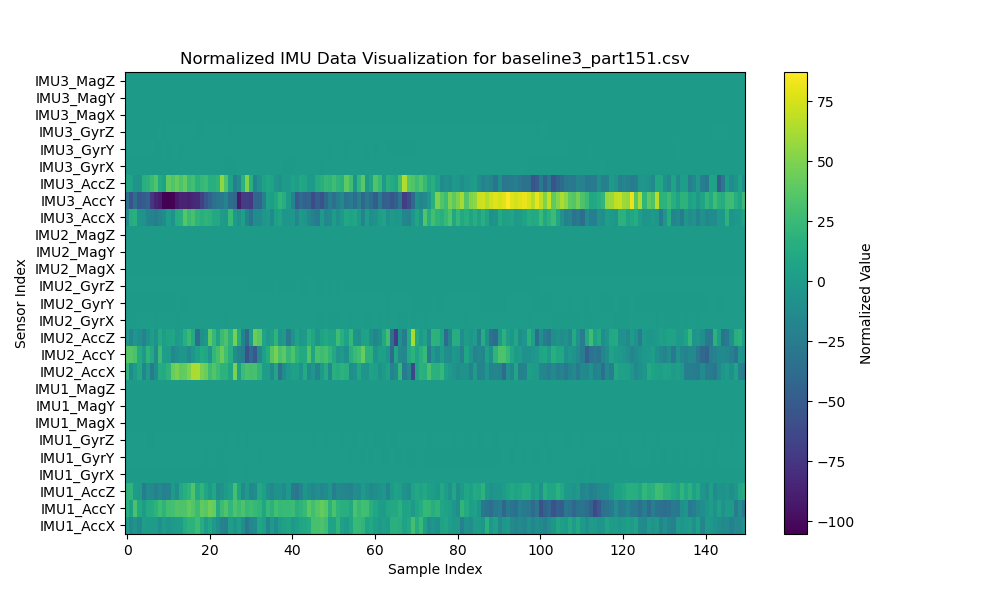 Normalized IMU Data Visualization for baseline3_part151.csv
IMU3_MagZ
IMU3_MagY
IMU3_MagX
IMU3_GyrZ
IMU3_GyrY
IMU3_GyrX
IMU3_AccZ
IMU3_AccY
IMU3_AccX
IMU2_MagZ
IMU2_MagY
IMU2_MagX
IMU2_GyrZ
IMU2_GyrY
IMU2_GyrX
IMU2_AccZ
IMU2_AccY
IMU2_AccX
IMU1_MagZ
IMU1_MagY
IMU1_MagX
IMU1_GyrZ
IMU1_GyrY
IMU1_GyrX
IMU1_AccZ
IMU1_AccY
IMU1_AccX
Sensor Index
0 20 40 60 80 100 120 140
Sample Index
75
50
25
0
−25
−50
−75
−100
Normalized Value